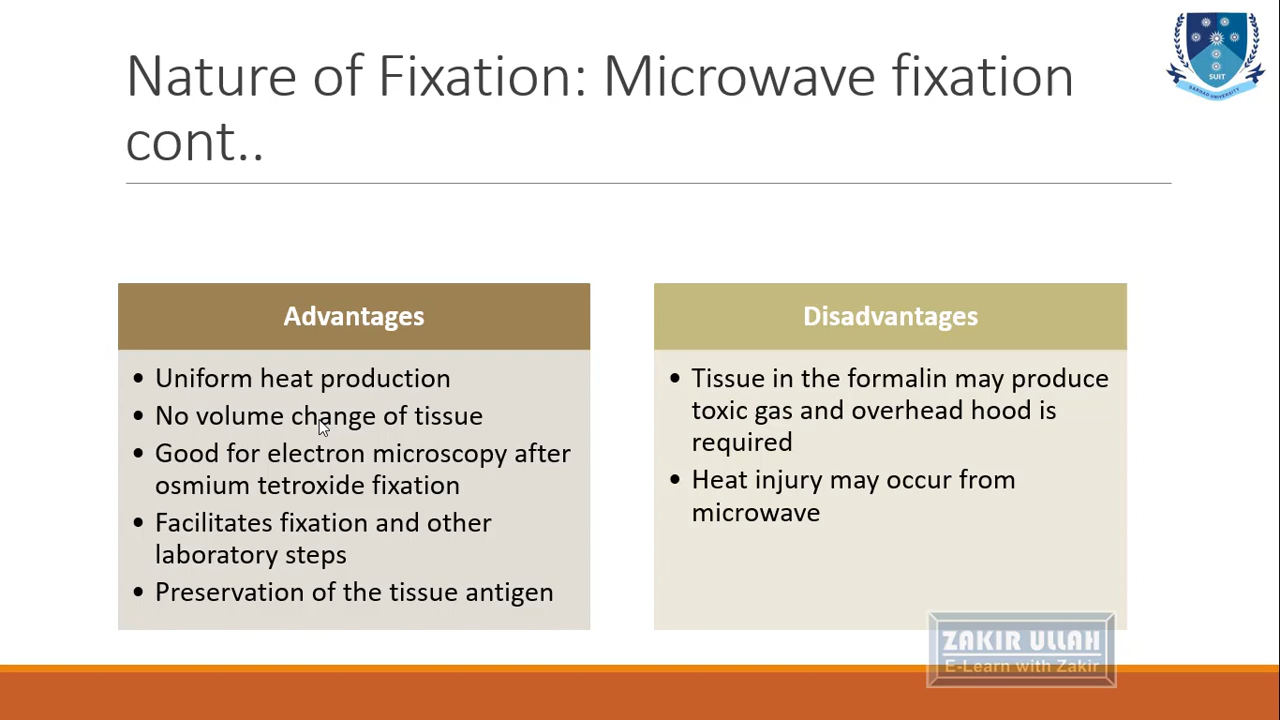 Nature of Fixation: Microwave fixation
cont..
SUIT
SARHAD UNIVERSITY
Advantages
• Uniform heat production
• No volume change of tissue
• Good for electron microscopy after
osmium tetroxide fixation
• Facilitates fixation and other
laboratory steps
• Preservation of the tissue antigen
Disadvantages
• Tissue in the formalin may produce
toxic gas and overhead hood is
required
• Heat injury may occur from
microwave
ZAKIR ULLAH
E-Learn with Zakir